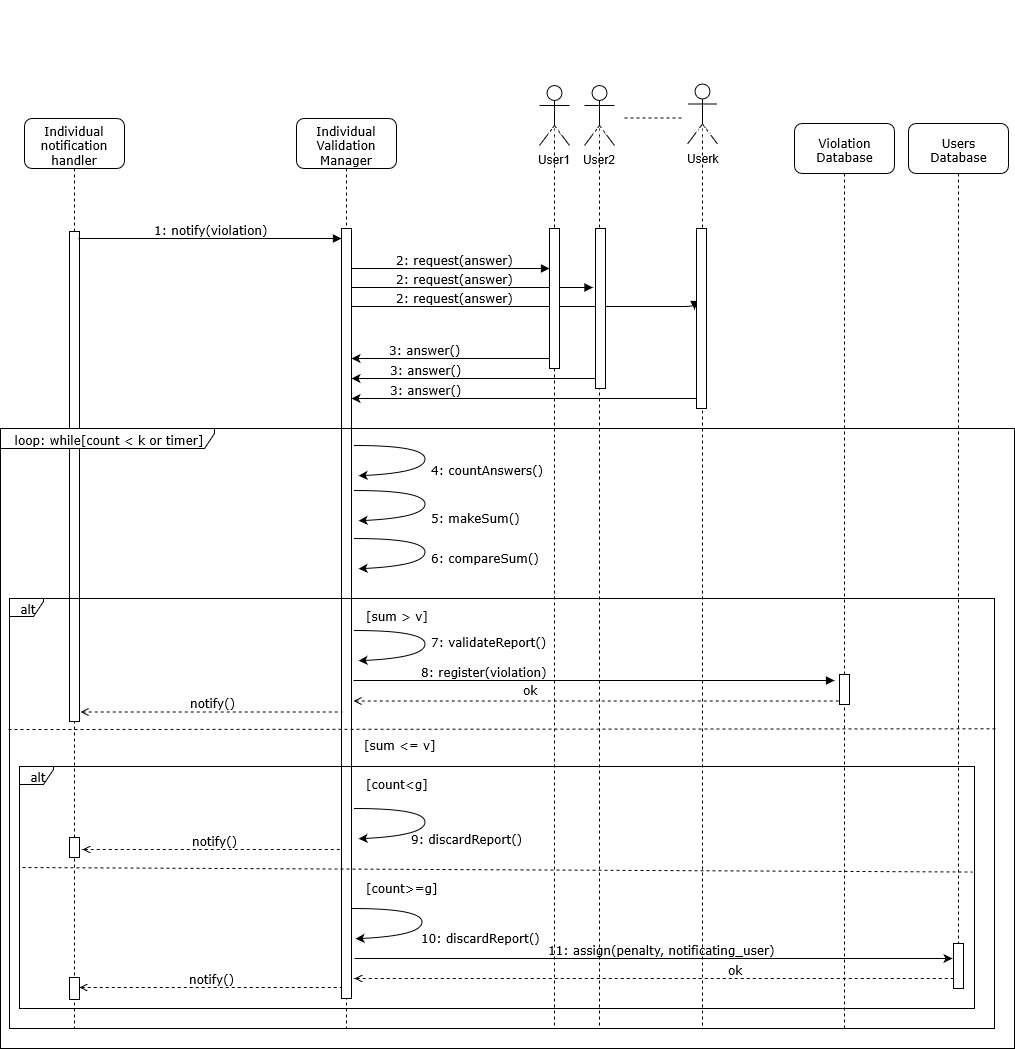 Individual
notification
handler
Individual
Validation
Manager
User1
User2
Userk
Violation
Database
Users
Database
1: notify(violation)
2: request(answer)
2: request(answer)
2: request(answer)
3: answer()
3: answer()
3: answer()
loop: while[count < k or timer]
4: countAnswers()
5: makeSum()
6: compareSum()
alt
[sum > v]
7: validateReport()
8: register(violation)
ok
notify()
[sum <= v]
alt
[count<g]
9: discardReport()
notify()
[count>=g]
10: discardReport()
11: assign(penalty, notificating_user)
ok
notify()